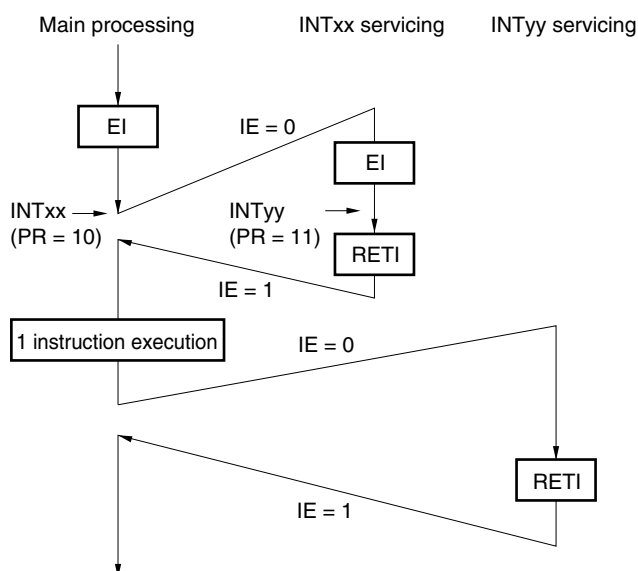 Main processing
INTxx servicing
INTyy servicing
EI
IE = 0
EI
INTxx
(PR = 10)
INTyy
(PR = 11)
RETI
IE = 1
1 instruction execution
IE = 0
RETI
IE = 1